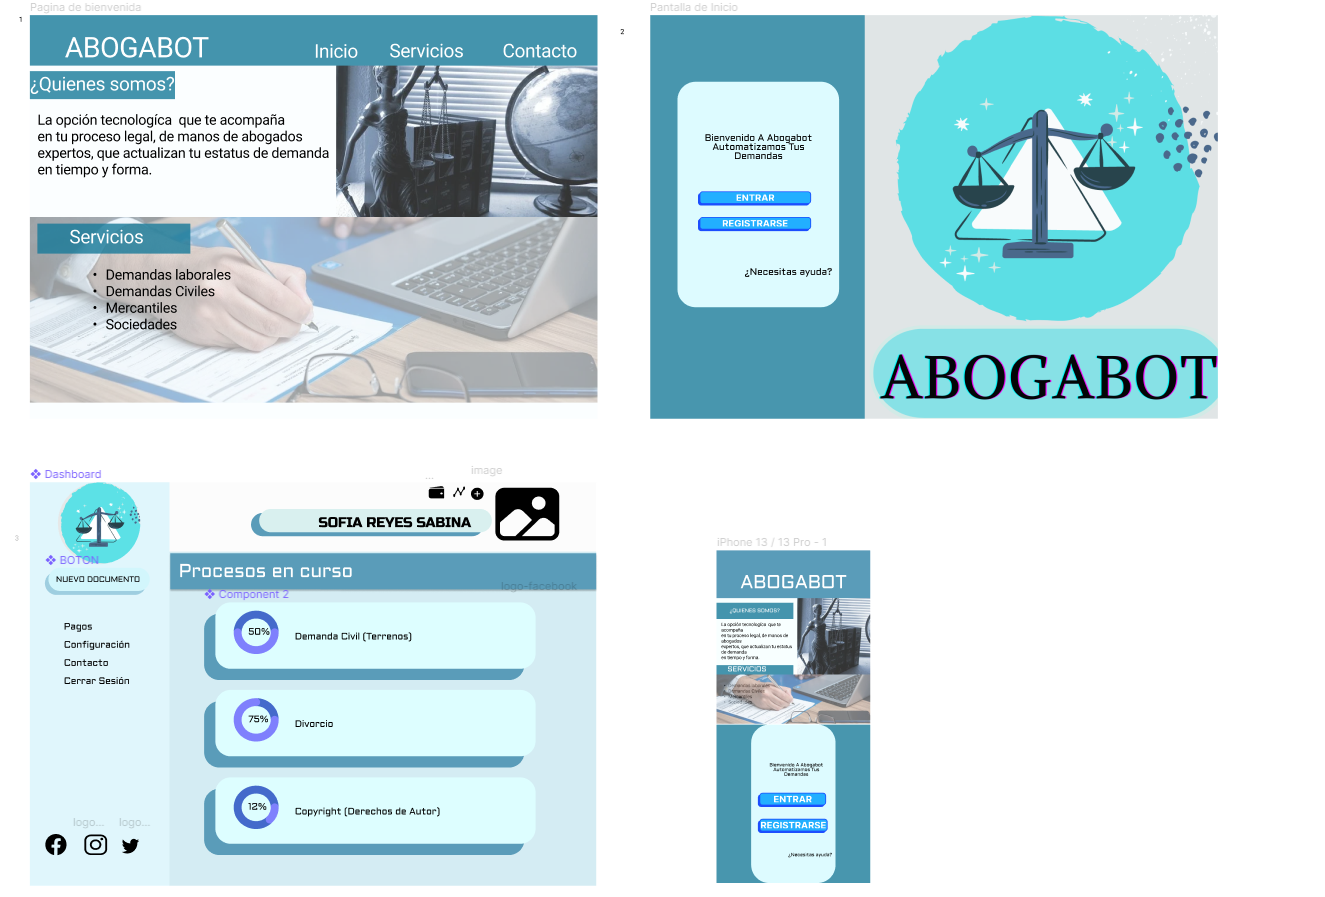 Pagina de bienvenida
1
ABOGABOT
Inicio Servicios Contacto
¿Quienes somos?
La opción tecnologíca que te acompaña
en tu proceso legal, de manos de abogados
expertos, que actualizan tu estatus de demanda
en tiempo y forma.
Servicios
• Demandas laborales
• Demandas Civiles
• Mercantiles
• Sociedades
Pantalla de Inicio
2
Bienvenido A Abogabot
Automatizamos Tus
Demandas
ENTRAR
REGISTRARSE
¿Necesitas ayuda?
ABOGABOT
Dashboard
3
...
image
SOFIA REYES SABINA
BOTON
NUEVO DOCUMENTO
Pagos
Configuración
Contacto
Cerrar Sesión
logo...
logo...
Procesos en curso
logo-facebook
Component 2
50%
Demanda Civil (Terrenos)
75%
Divorcio
12%
Copyright (Derechos de Autor)
iPhone 13 / 13 Pro - 1
ABOGABOT
¿QUIENES SOMOS?
La opción tecnologíca que te
acompaña
en tu proceso legal, de manos de
abogados
expertos, que actualizan tu estatus
de demanda
en tiempo y forma.
SERVICIOS
Demandas laborales
Demandas Civiles
Mercantiles
Sociedades
Bienvenido A Abogabot
Automatizamos Tus
Demandas
ENTRAR
REGISTRARSE
¿Necesitas ayuda?